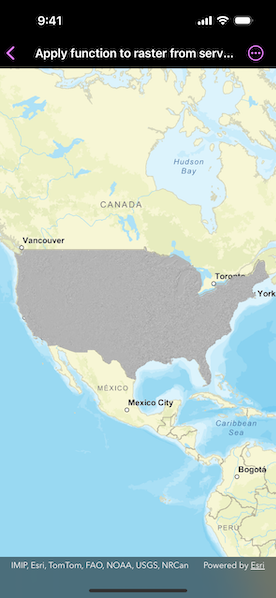 9:41
Apply function to raster from serv...
Hudson
Bay
CANADA
Vancouver
Toronto
York
MÉXICO
Mexico City
Caribbean
Sea
Bogotá
PERU
IMIP, Esri, TomTom, FAO, NOAA, USGS, NRCan Powered by Esri